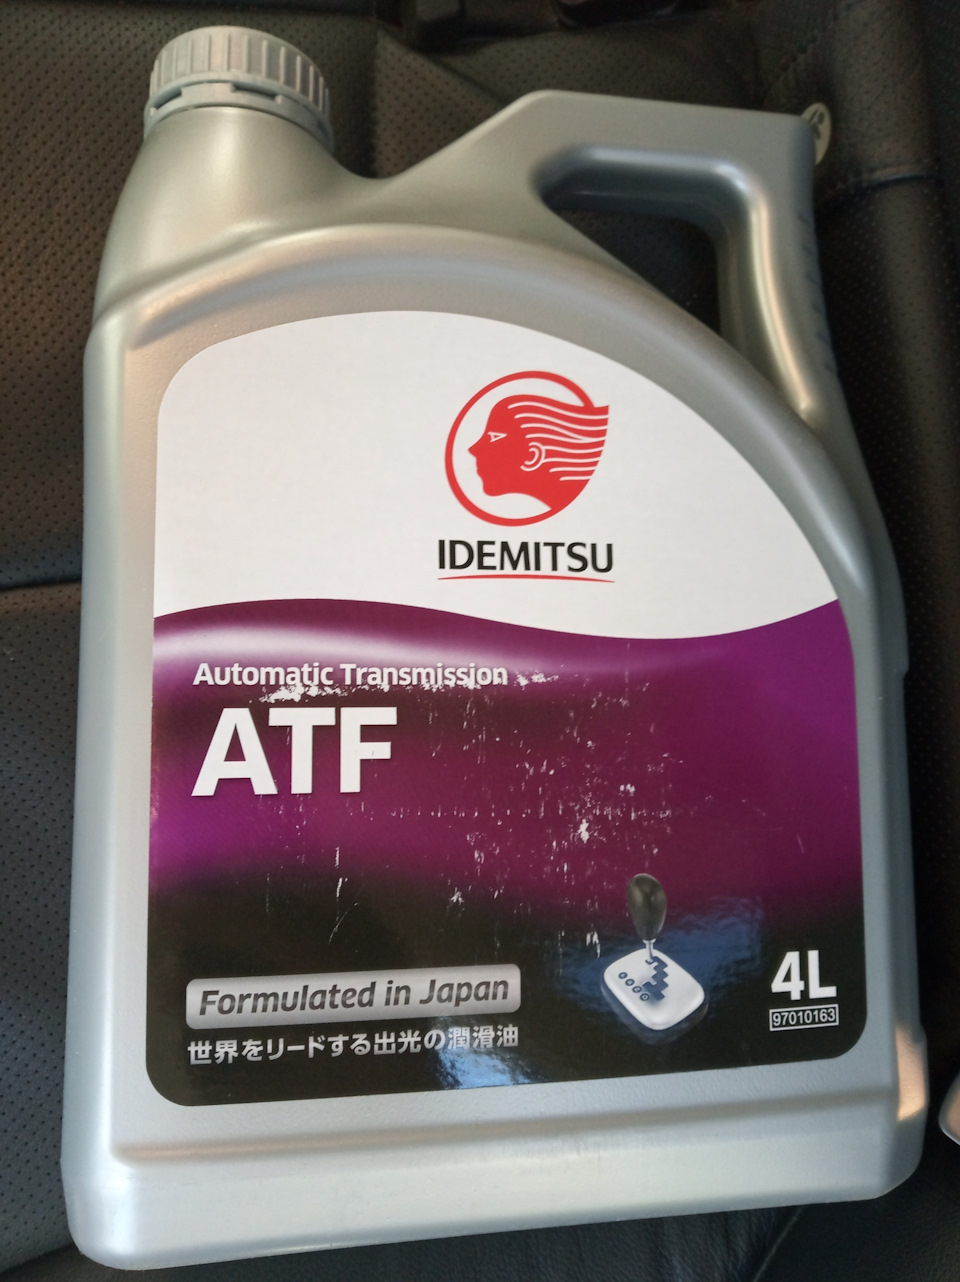 IDEMITSU
Automatic Transmission
ATF
Formulated in Japan
世界をリードする出光の潤滑油
4L
97010163